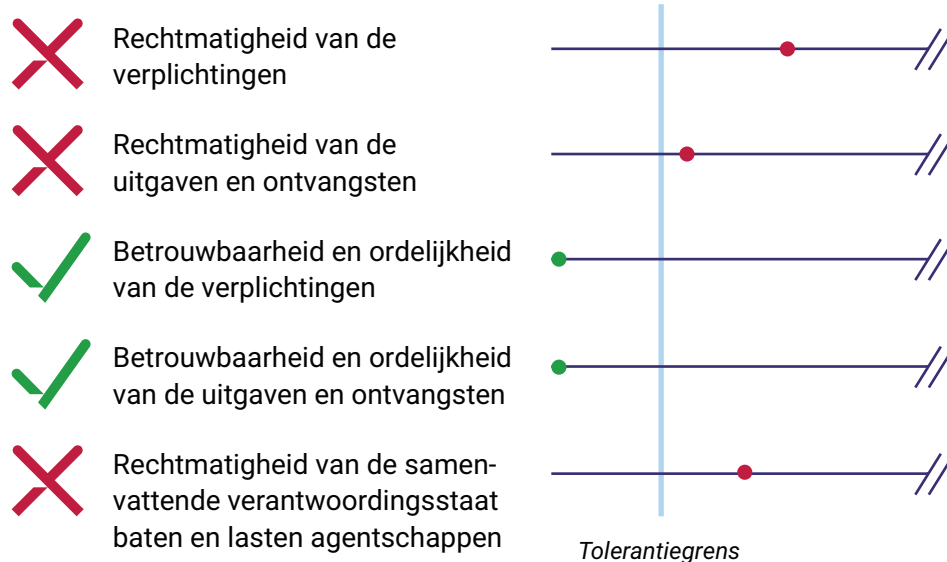 Rechtmatigheid van de
verplichtingen
Rechtmatigheid van de
uitgaven en ontvangsten
Betrouwbaarheid en ordelijkheid
van de verplichtingen
Betrouwbaarheid en ordelijkheid
van de uitgaven en ontvangsten
Rechtmatigheid van de samen-
vattende verantwoordingsstaat
baten en lasten agentschappen
Tolerantiegrens